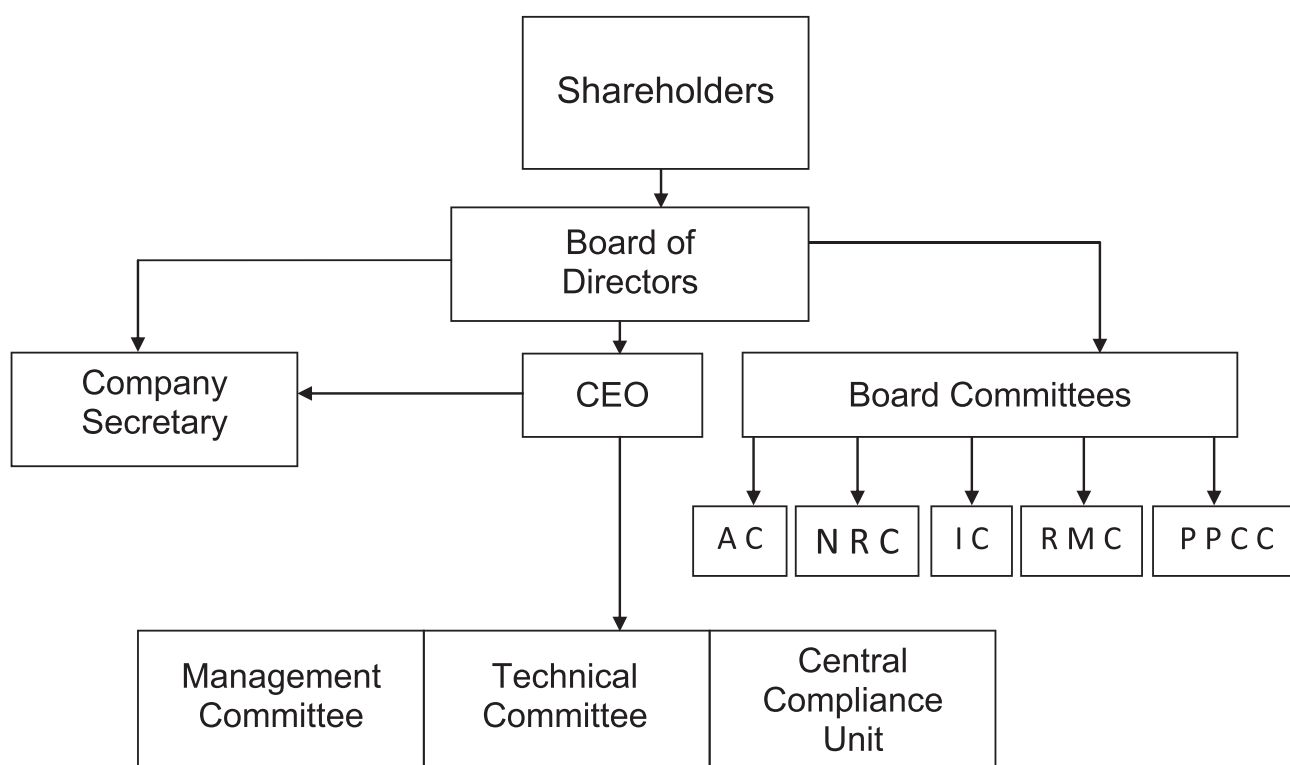 Shareholders
Board of
Directors
Company
Secretary
CEO
Board Committees
A C
N R C
I C
R M C
P P C C
Management
Committee
Technical
Committee
Central
Compliance
Unit